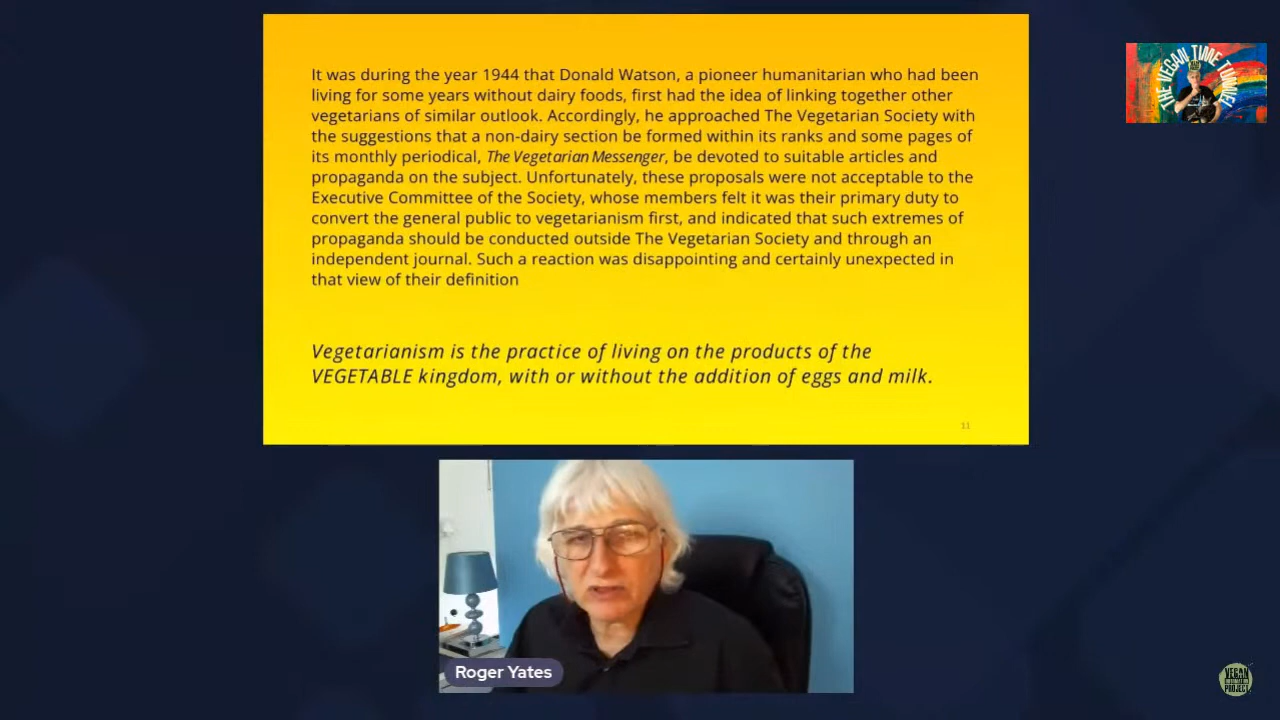 It was during the year 1944 that Donald Watson, a pioneer humanitarian who had been
living for some years without dairy foods, first had the idea of linking together other
vegetarians of similar outlook. Accordingly, he approached The Vegetarian Society with
the suggestions that a non-dairy section be formed within its ranks and some pages of
its monthly periodical, The Vegetarian Messenger, be devoted to suitable articles and
propaganda on the subject. Unfortunately, these proposals were not acceptable to the
Executive Committee of the Society, whose members felt it was their primary duty to
convert the general public to vegetarianism first, and indicated that such extremes of
propaganda should be conducted outside The Vegetarian Society and through an
independent journal. Such a reaction was disappointing and certainly unexpected in
that view of their definition
Vegetarianism is the practice of living on the products of the
VEGETABLE kingdom, with or without the addition of eggs and milk.
11
THE VEGAN TIME TUNNEL
Roger Yates
VEGAN
PROJECT